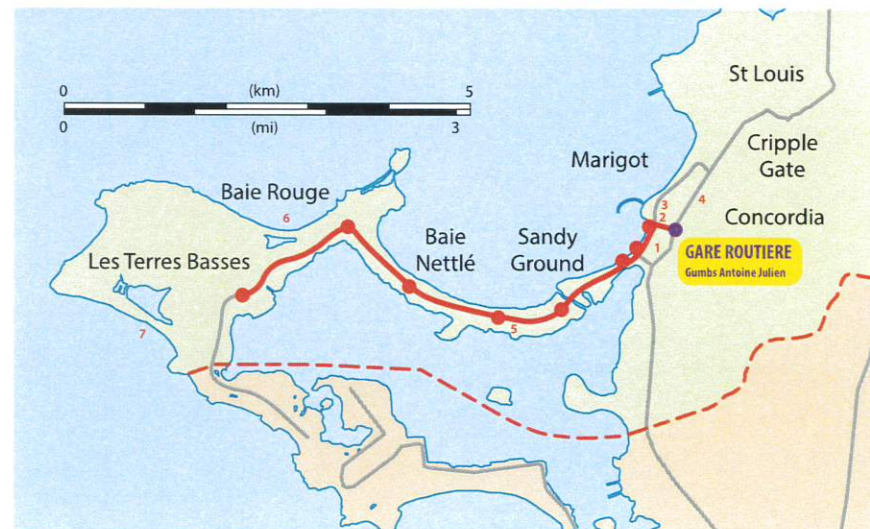 St Louis
0 (km) 5
0 (mi) 3
Cripple
Gate
Marigot
Baie Rouge
6
3
4
2
Concordia
Baie
Nettlé
Sandy
Ground
1
GARE ROUTIERE
Gumbs Antoine Julien
Les Terres Basses
5
7